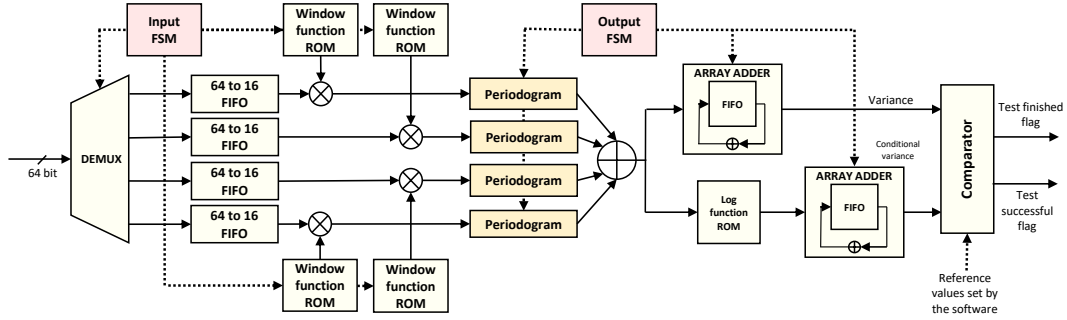 Input
FSM
Window
function
ROM
Window
function
ROM
Output
FSM
64 to 16
FIFO
Periodogram
ARRAY ADDER
FIFO
Variance
Test finished
flag
64 to 16
FIFO
Periodogram
DEMUX
64 bit
Conditional
variance
Comparator
64 to 16
FIFO
Periodogram
ARRAY ADDER
FIFO
Log
function
ROM
Test
successful
flag
64 to 16
FIFO
Periodogram
Window
function
ROM
Window
function
ROM
Reference
values set by
the software